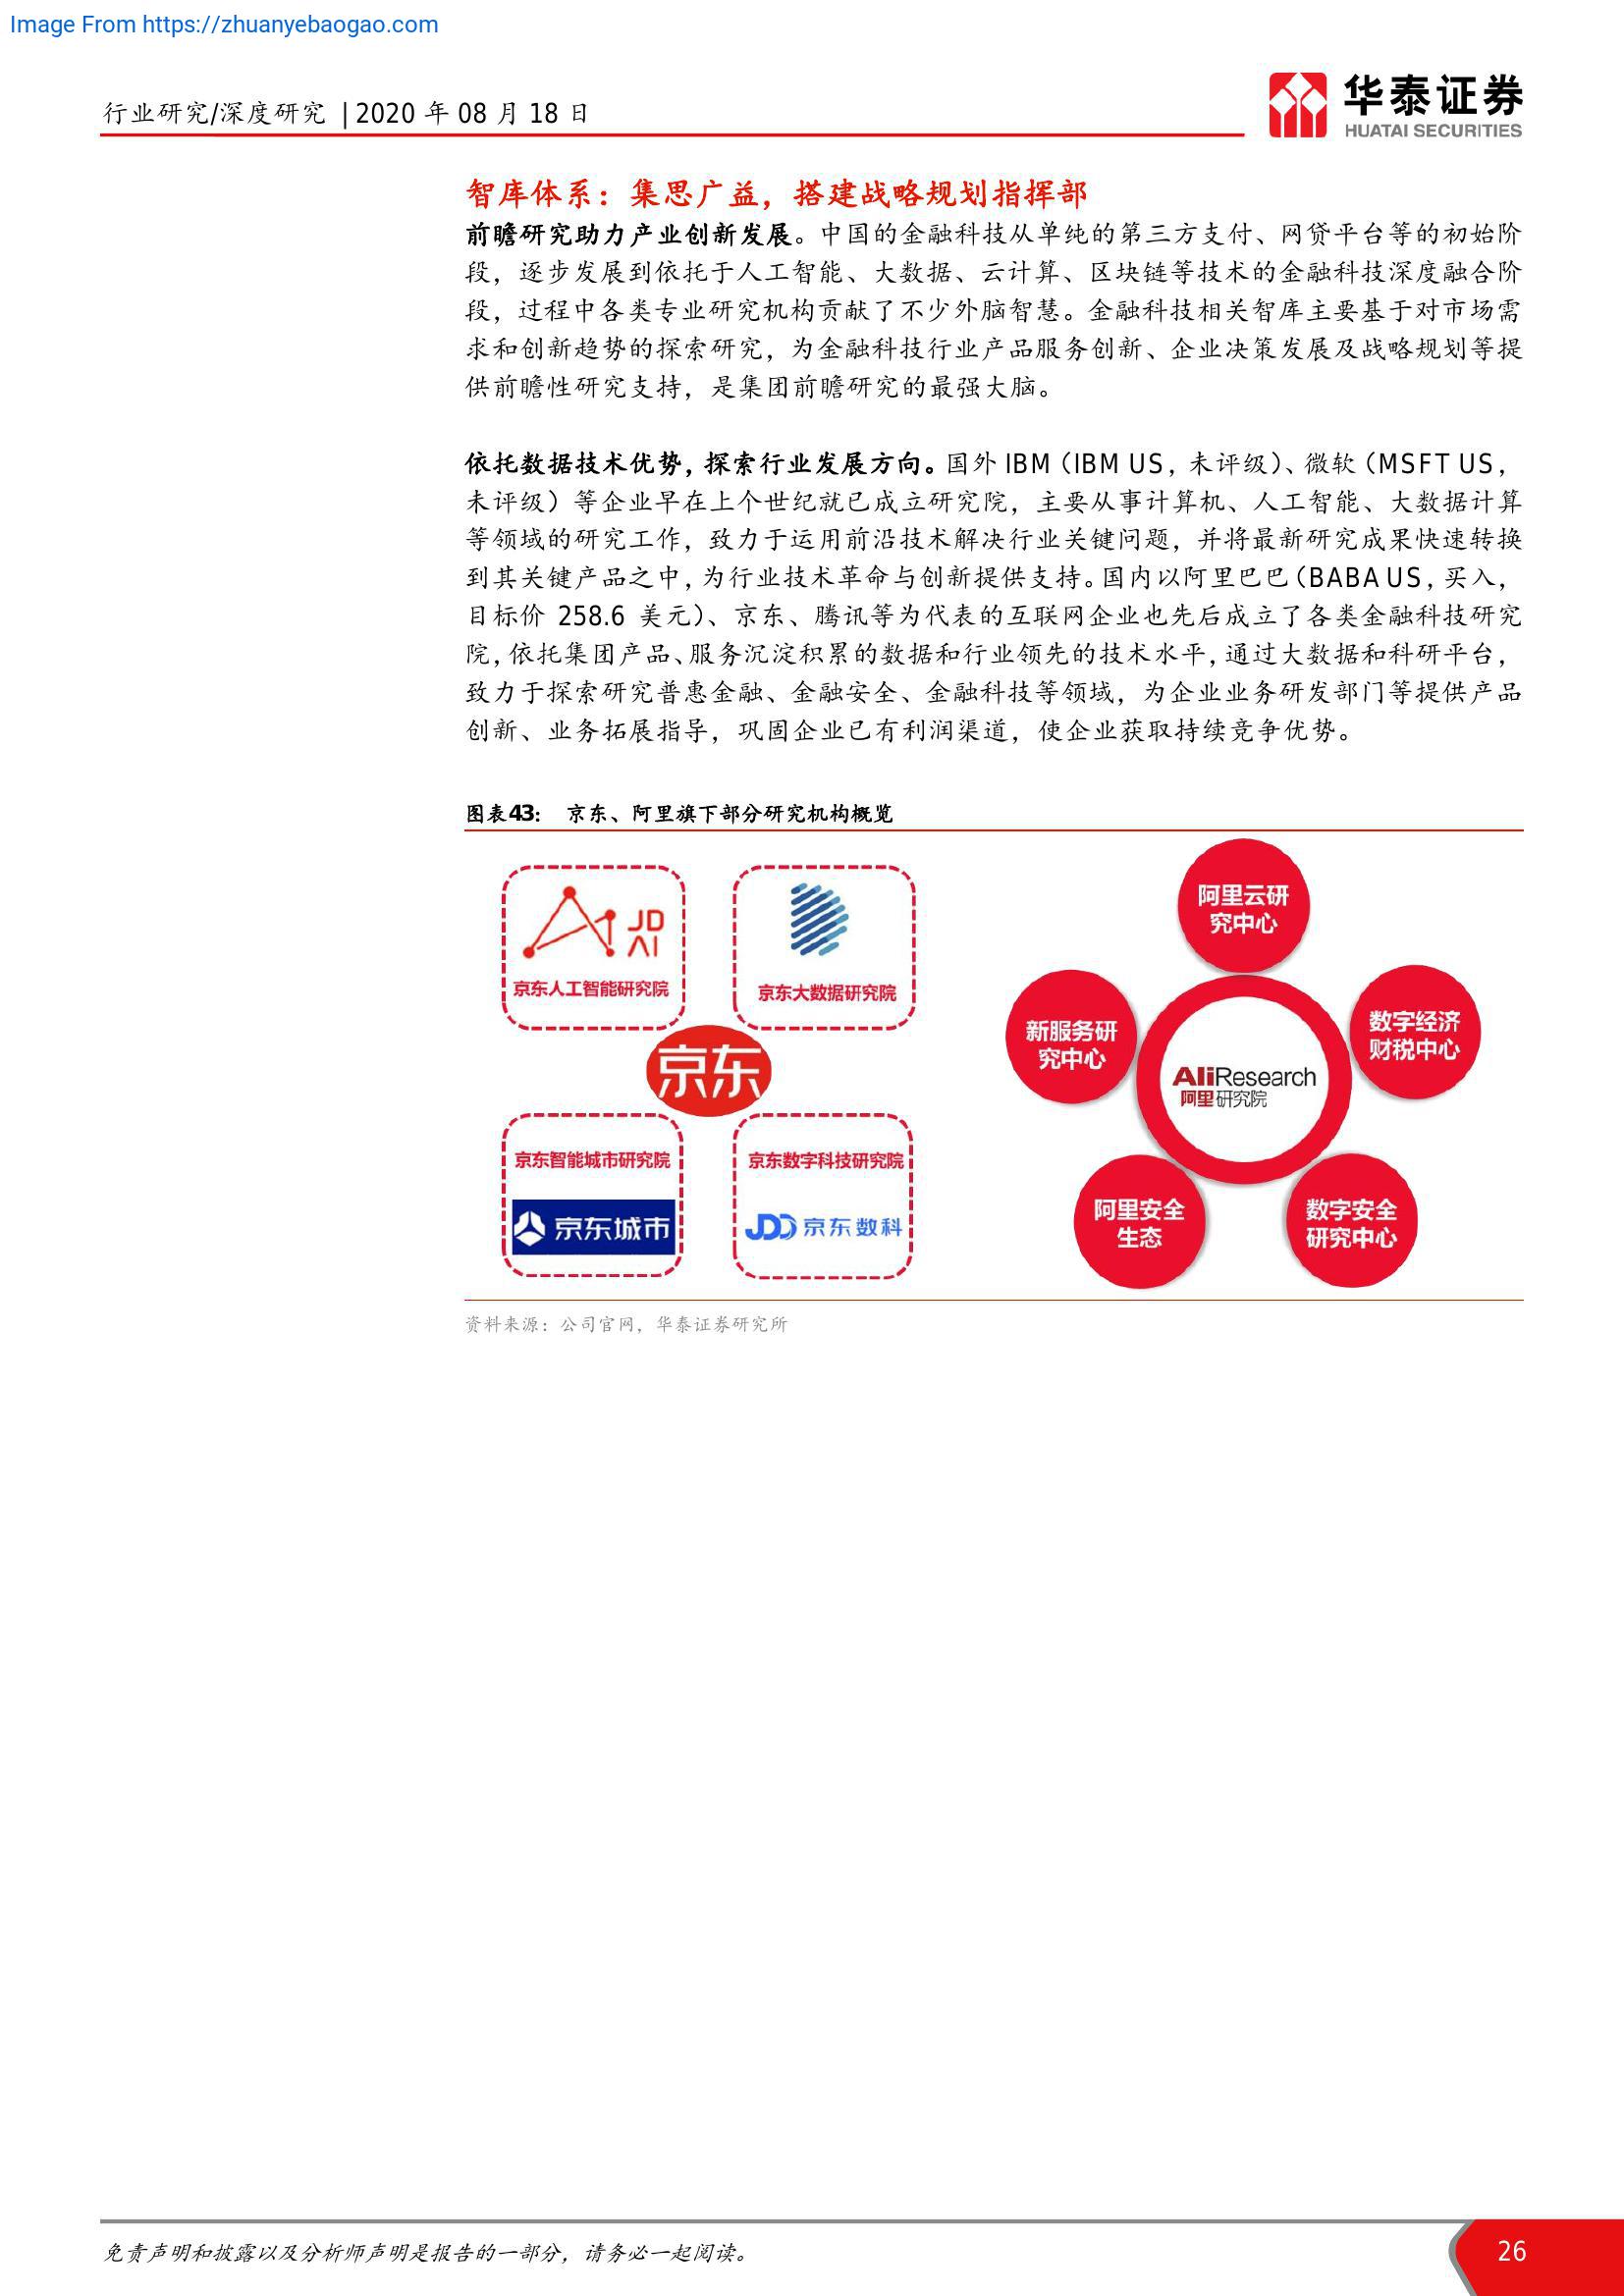 Image From https://zhuanyebaogao.com
行业研究/深度研究 | 2020 年 08 月 18 日
华泰证券
HUATAI SECURITIES
智库体系：集思广益，搭建战略规划指挥部
前瞻研究助力产业创新发展。中国的金融科技从单纯的第三方支付、网贷平台等的初始阶
段，逐步发展到依托于人工智能、大数据、云计算、区块链等技术的金融科技深度融合阶
段，过程中各类专业研究机构贡献了不少外脑智慧。金融科技相关智库主要基于对市场需
求和创新趋势的探索研究，为金融科技行业产品服务创新、企业决策发展及战略规划等提
供前瞻性研究支持，是集团前瞻研究的最强大脑。
依托数据技术优势，探索行业发展方向。国外 IBM（IBM US，未评级）、微软（MSFT US，
未评级）等企业早在上个世纪就已成立研究院，主要从事计算机、人工智能、大数据计算
等领域的研究工作，致力于运用前沿技术解决行业关键问题，并将最新研究成果快速转换
到其关键产品之中，为行业技术革命与创新提供支持。国内以阿里巴巴（BABA US，买入，
目标价 258.6 美元）、京东、腾讯等为代表的互联网企业也先后成立了各类金融科技研究
院，依托集团产品、服务沉淀积累的数据和行业领先的技术水平，通过大数据和科研平台，
致力于探索研究普惠金融、金融安全、金融科技等领域，为企业业务研发部门等提供产品
创新、业务拓展指导，巩固企业已有利润渠道，使企业获取持续竞争优势。
图表43： 京东、阿里旗下部分研究机构概览
JD
AI
京东人工智能研究院
京东大数据研究院
京东
京东智能城市研究院
京东城市
京东数字科技研究院
JDD 京东数科
阿里云研
究中心
新服务研
究中心
数字经济
财税中心
AliResearch
阿里研究院
阿里安全
生态
数字安全
研究中心
资料来源：公司官网，华泰证券研究所
免责声明和披露以及分析师声明是报告的一部分，请务必一起阅读。
26